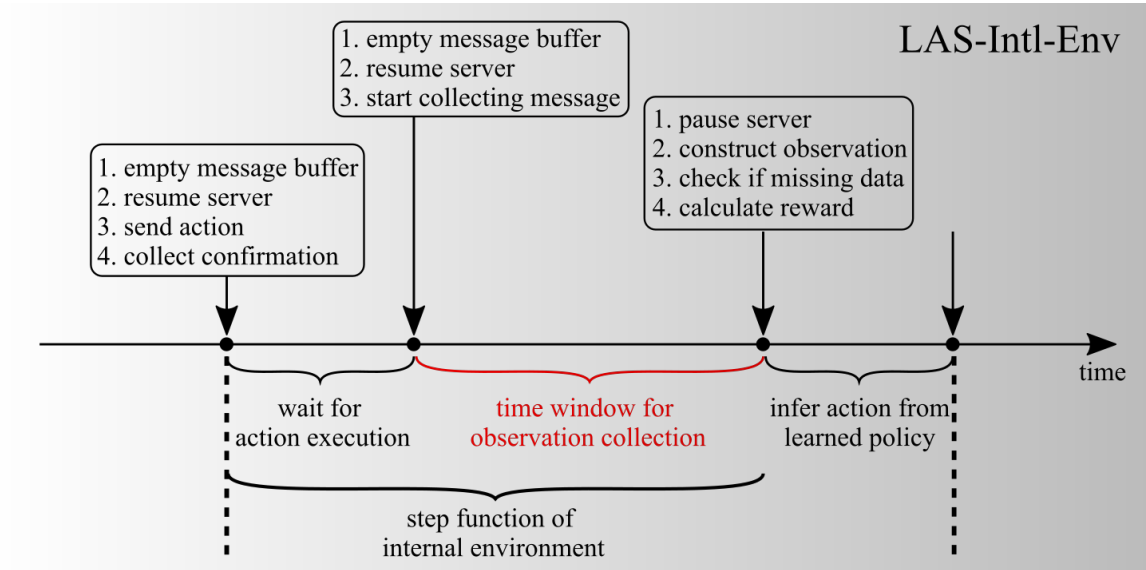 LAS-Intl-Env
1. empty message buffer
2. resume server
3. start collecting message
1. pause server
2. construct observation
3. check if missing data
4. calculate reward
1. empty message buffer
2. resume server
3. send action
4. collect confirmation
time
wait for
action execution
time window for
observation collection
infer action from
learned policy
step function of
internal environment